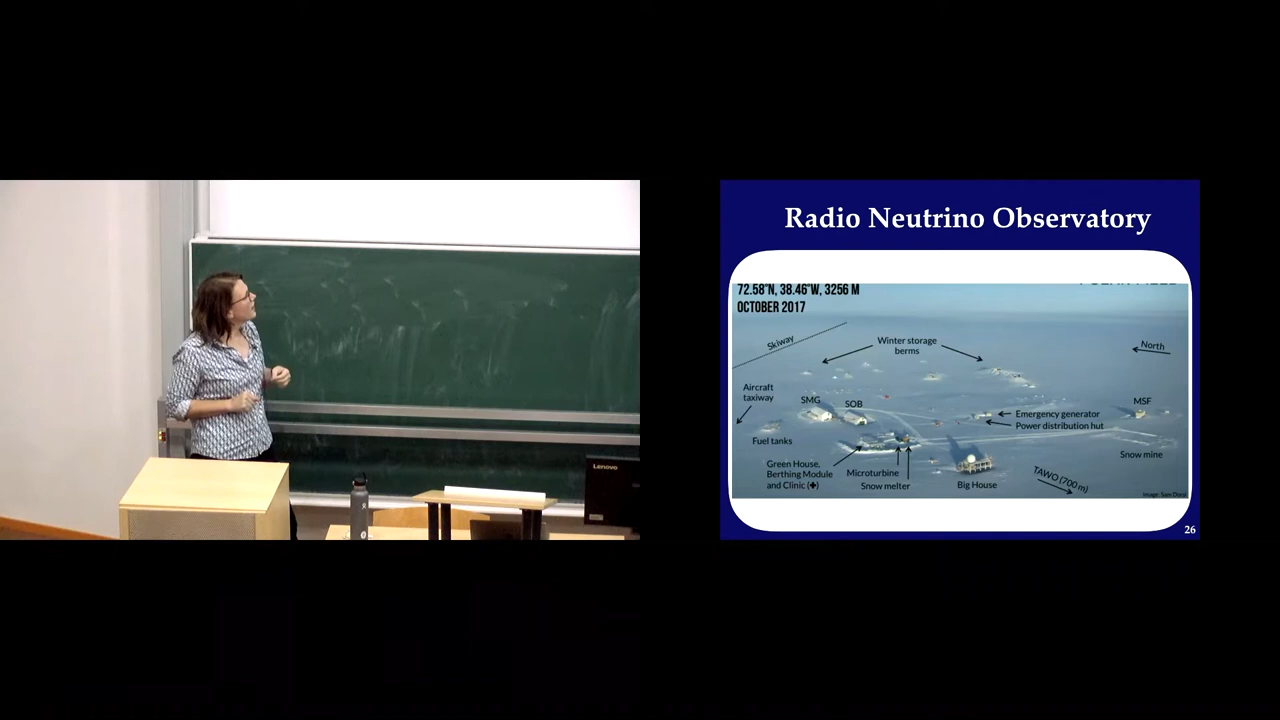 Radio Neutrino Observatory
72.58°N, 38.46°W, 3256 M
OCTOBER 2017
Skiway
Winter storage
berms
North
Aircraft
taxiway
SMG
SOB
MSF
Emergency generator
Power distribution hut
Fuel tanks
Snow mine
Green House,
Berthing Module
and Clinic (✚)
Microturbine
Snow melter
Big House
TAWO (700 m)
26
Lenovo